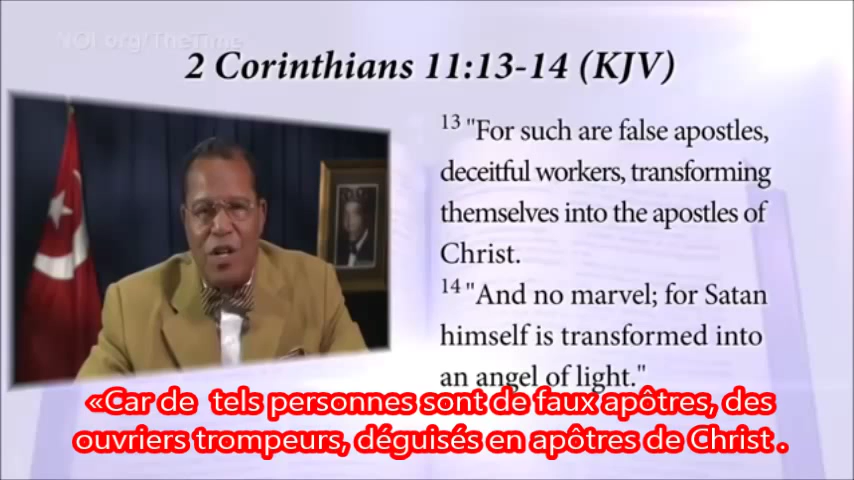 NOI.org/TheTime
2 Corinthians 11:13-14 (KJV)
13 "For such are false apostles,
deceitful workers, transforming
themselves into the apostles of
Christ.
14 "And no marvel; for Satan
himself is transformed into
an angel of light."
«Car de  tels personnes sont de faux apôtres, des
ouvriers trompeurs, déguisés en apôtres de Christ .